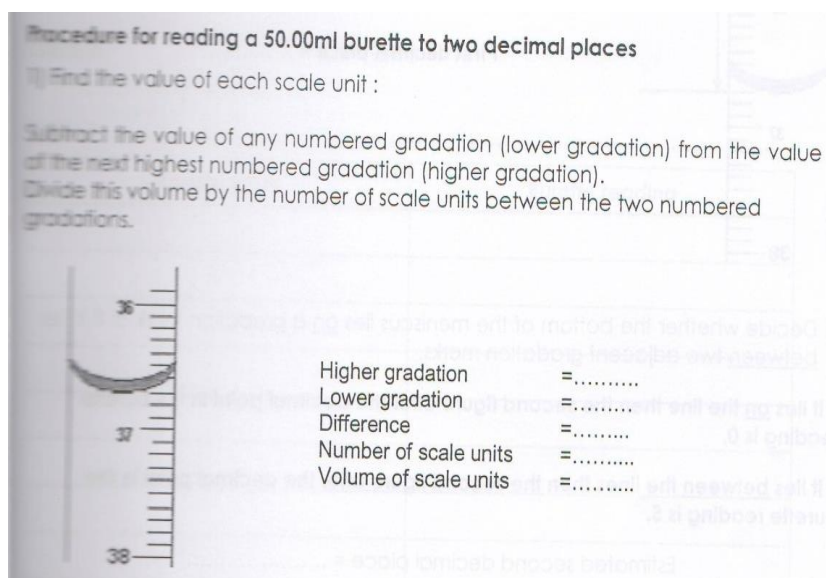 Procedure for reading a 50.00ml burette to two decimal places
1) Find the value of each scale unit :
Subtract the value of any numbered gradation (lower gradation) from the value
of the next highest numbered gradation (higher gradation).
Divide this volume by the number of scale units between the two numbered
gradations.
36
37
38
Higher gradation =..........
Lower gradation =.........
Difference =.........
Number of scale units =..........
Volume of scale units =..........